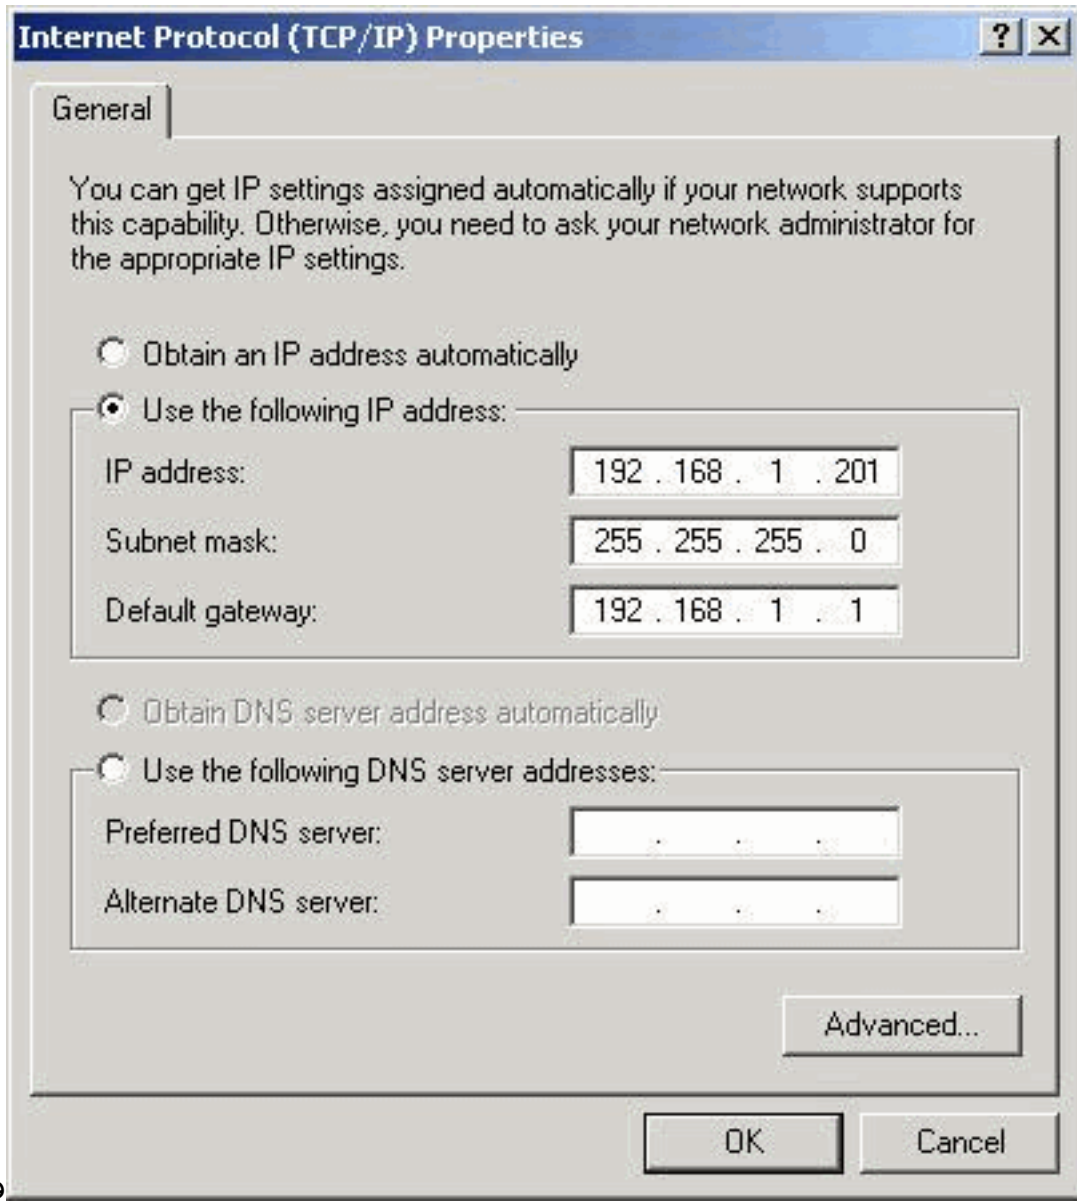 Internet Protocol (TCP/IP) Properties
General
You can get IP settings assigned automatically if your network supports
this capability. Otherwise, you need to ask your network administrator for
the appropriate IP settings.
Obtain an IP address automatically
Use the following IP address:
IP address: 192 . 168 . 1 . 201
Subnet mask: 255 . 255 . 255 . 0
Default gateway: 192 . 168 . 1 . 1
Obtain DNS server address automatically
Use the following DNS server addresses:
Preferred DNS server: . . .
Alternate DNS server: . . .
Advanced...
OK Cancel